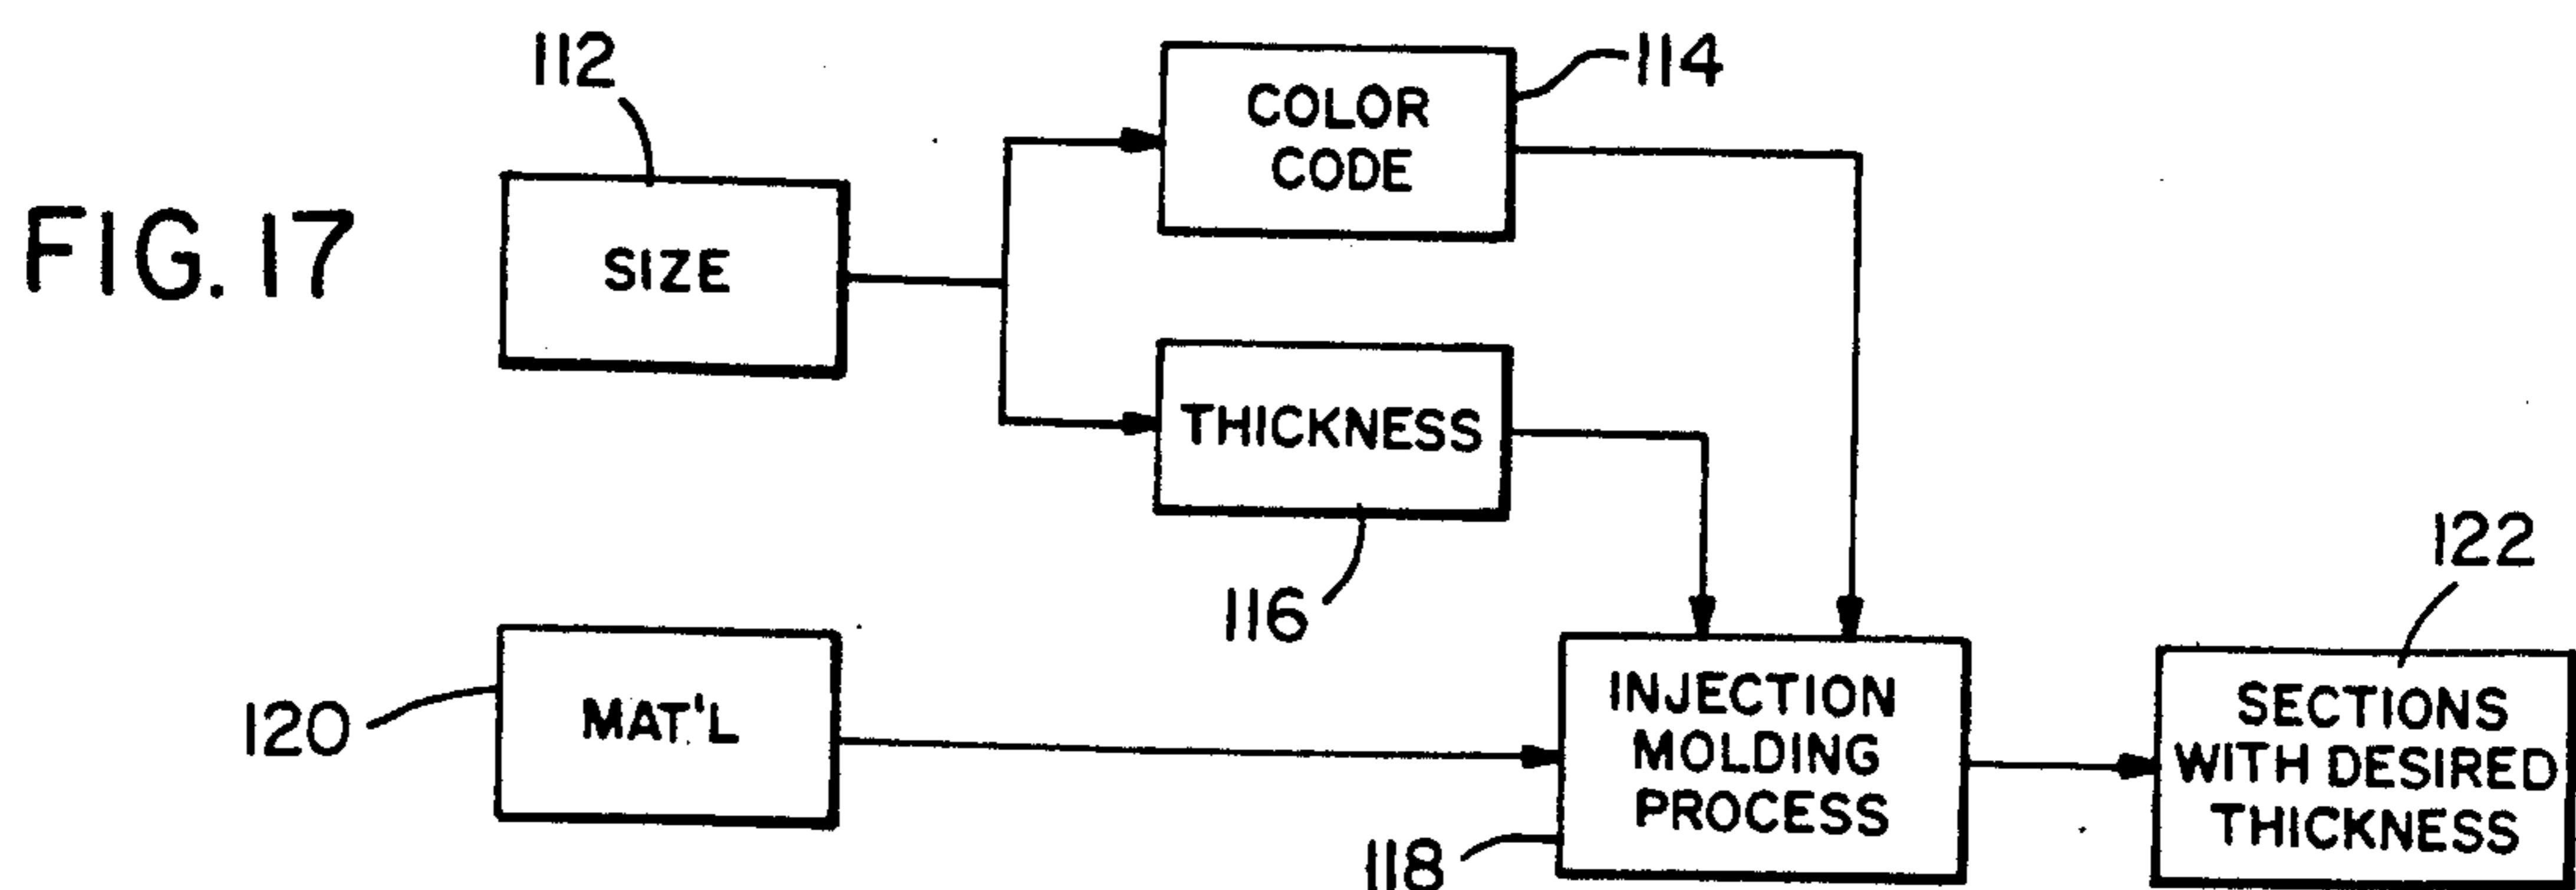 FIG. 17
112
SIZE
COLOR
CODE
114
THICKNESS
116
120
MAT'L
INJECTION
MOLDING
PROCESS
118
122
SECTIONS
WITH DESIRED
THICKNESS